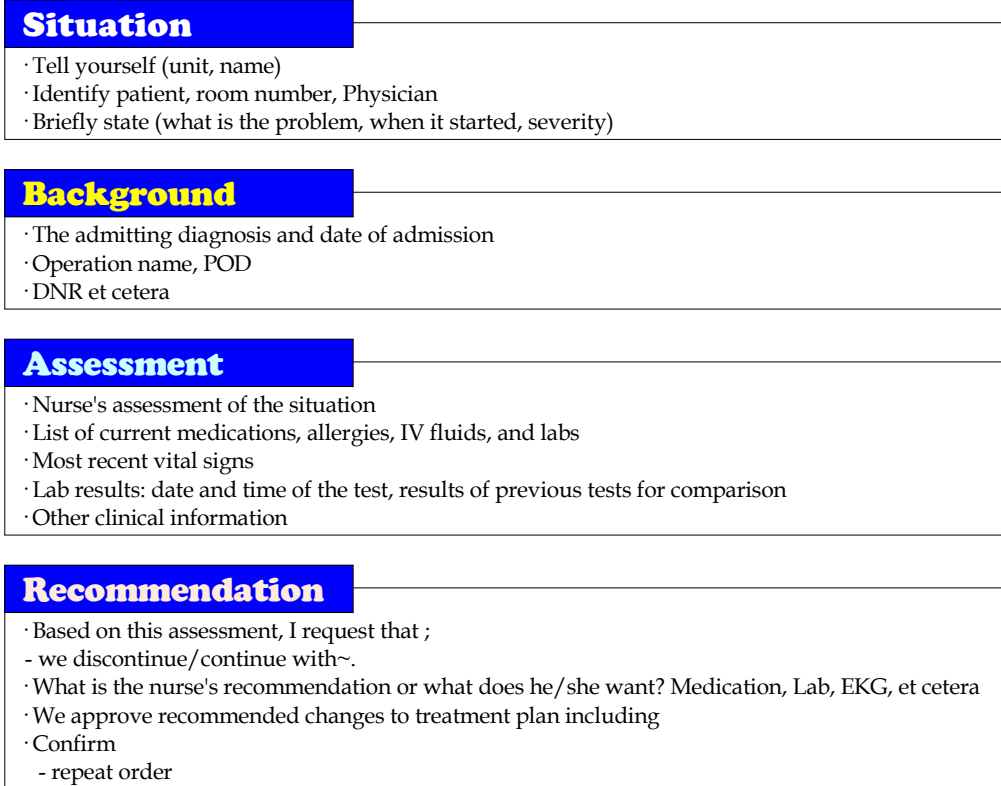 Situation
· Tell yourself (unit, name)
· Identify patient, room number, Physician
· Briefly state (what is the problem, when it started, severity)
Background
· The admitting diagnosis and date of admission
· Operation name, POD
· DNR et cetera
Assessment
· Nurse's assessment of the situation
· List of current medications, allergies, IV fluids, and labs
· Most recent vital signs
· Lab results: date and time of the test, results of previous tests for comparison
· Other clinical information
Recommendation
· Based on this assessment, I request that ;
- we discontinue/continue with~.
· What is the nurse's recommendation or what does he/she want? Medication, Lab, EKG, et cetera
· We approve recommended changes to treatment plan including
· Confirm
- repeat order